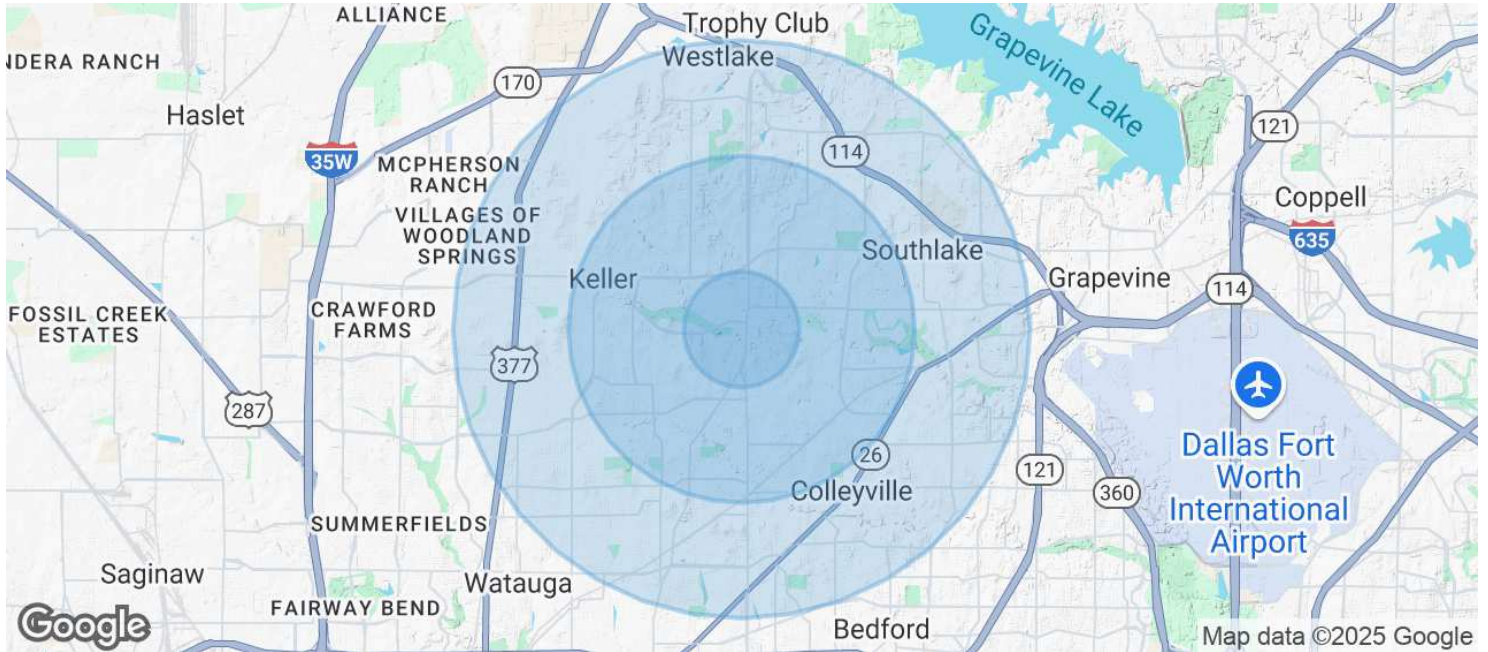 ALLIANCE
Trophy Club
Westlake
Grapevine Lake
NDERA RANCH
170
Haslet
121
35W
MCPHERSON
RANCH
114
Coppell
VILLAGES OF
WOODLAND
SPRINGS
635
Southlake
Keller
Grapevine
114
FOSSIL CREEK
ESTATES
CRAWFORD
FARMS
377
287
Dallas Fort
Worth
International
Airport
26
121
360
Colleyville
SUMMERFIELDS
Saginaw
Watauga
FAIRWAY BEND
Bedford
Google
Map data ©2025 Google